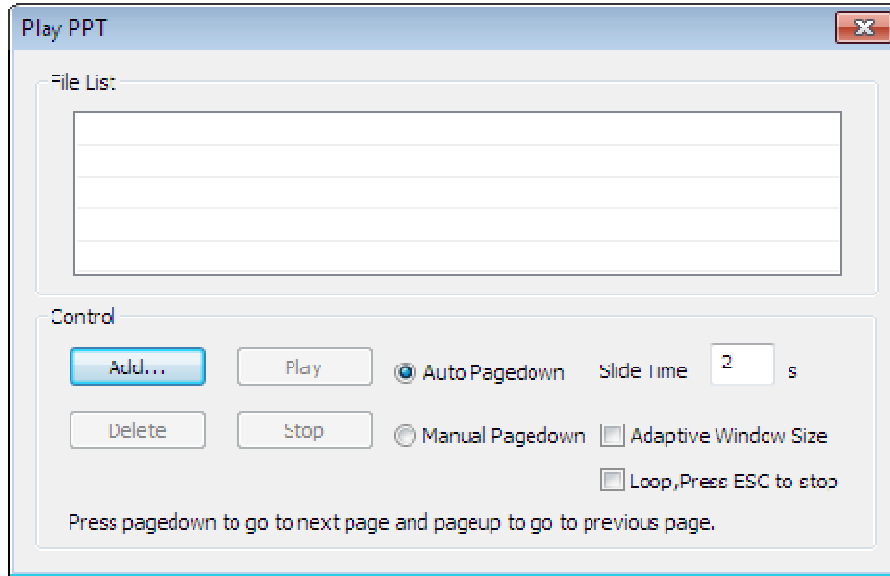 Play PPT
File List
Control
Add... Play Auto Pagedown Slide Time 2 s
Delete Stop Manual Pagedown Adaptive Window Size
Loop,Press ESC to stop
Press pagedown to go to next page and pageup to go to previous page.